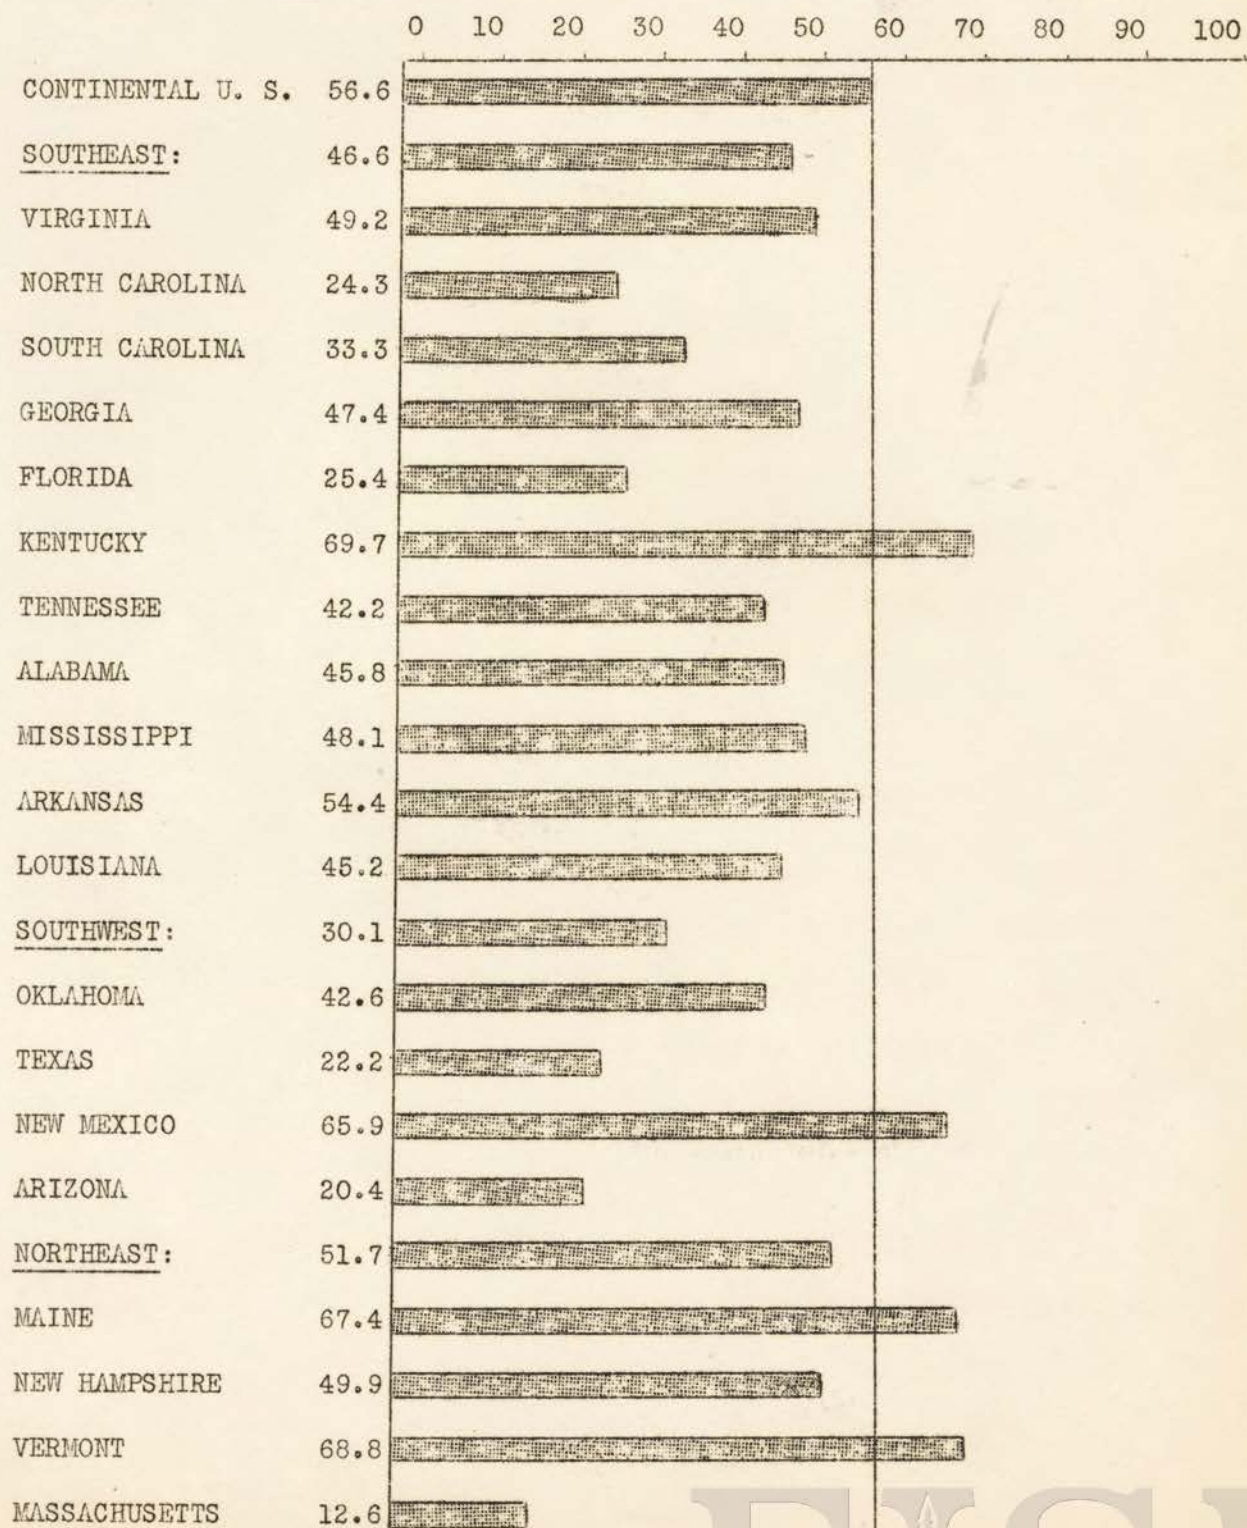 0 10 20 30 40 50 60 70 80 90 100
CONTINENTAL U. S. 56.6
SOUTHEAST: 46.6
VIRGINIA 49.2
NORTH CAROLINA 24.3
SOUTH CAROLINA 33.3
GEORGIA 47.4
FLORIDA 25.4
KENTUCKY 69.7
TENNESSEE 42.2
ALABAMA 45.8
MISSISSIPPI 48.1
ARKANSAS 54.4
LOUISIANA 45.2
SOUTHWEST: 30.1
OKLAHOMA 42.6
TEXAS 22.2
NEW MEXICO 65.9
ARIZONA 20.4
NORTHEAST: 51.7
MAINE 67.4
NEW HAMPSHIRE 49.9
VERMONT 68.8
MASSACHUSETTS 12.6